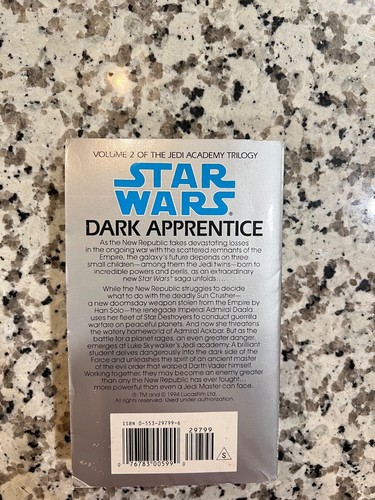 VOLUME 2 OF THE JEDI ACADEMY TRILOGY
STAR
WARS®
DARK APPRENTICE
As the New Republic takes devastating losses
in the ongoing war with the scattered remnants of the
Empire, the galaxy's future depends on three
small children—among them the Jedi twins—born to
incredible powers and perils, as an extraordinary
new Star Wars® saga unfolds. . . .
While the New Republic struggles to decide
what to do with the deadly Sun Crusher—
a new doomsday weapon stolen from the Empire by
Han Solo—the renegade Imperial Admiral Daala
uses her fleet of Star Destroyers to conduct guerrilla
warfare on peaceful planets. And now she threatens
the watery homeworld of Admiral Ackbar. But as the
battle for a planet rages, an even greater danger
emerges at Luke Skywalker's Jedi academy. A brilliant
student delves dangerously into the dark side of the
Force and unleashes the spirit of an ancient master
of the evil order that warped Darth Vader himself.
Working together, they may become an enemy greater
than any the New Republic has ever fought . . .
more powerful than even a Jedi Master can face.
® TM and © 1994 Lucasfilm Ltd.
All rights reserved. Used under authorization.
ISBN 0-553-29799-6
29799
0 76783 00599 0
S